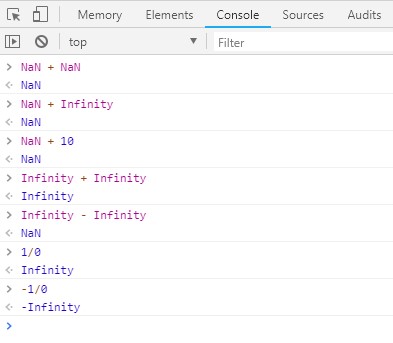 Memory Elements Console Sources Audits
top Filter
> NaN + NaN
NaN
> NaN + Infinity
NaN
> NaN + 10
NaN
> Infinity + Infinity
Infinity
> Infinity - Infinity
NaN
> 1/0
Infinity
> -1/0
-Infinity
>